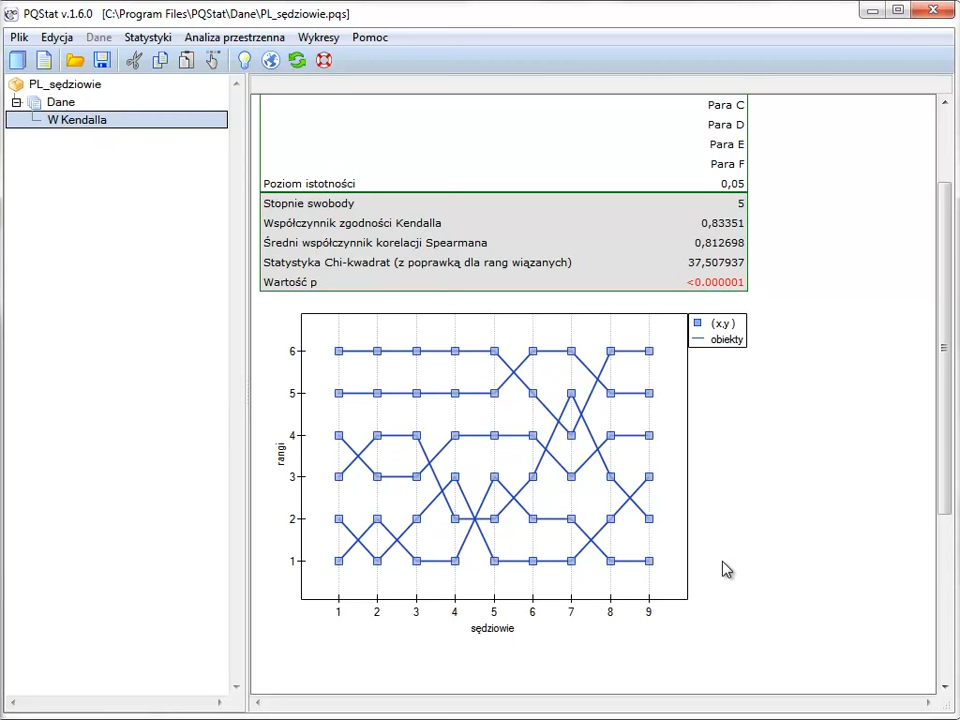 PQStat v.1.6.0 [C:\Program Files\PQStat\Dane\PL_sędziowie.pqs]
Plik Edycja Dane Statystyki Analiza przestrzenna Wykresy Pomoc
PL_sędziowie
Dane
W Kendalla
Para C
Para D
Para E
Para F
Poziom istotności 0,05
Stopnie swobody 5
Współczynnik zgodności Kendalla 0,83351
Średni współczynnik korelacji Spearmana 0,812698
Statystyka Chi-kwadrat (z poprawką dla rang wiązanych) 37,507937
Wartość p <0.000001
(x,y)
obiekty
6
5
4
3
2
1
rangi
1 2 3 4 5 6 7 8 9
sędziowie